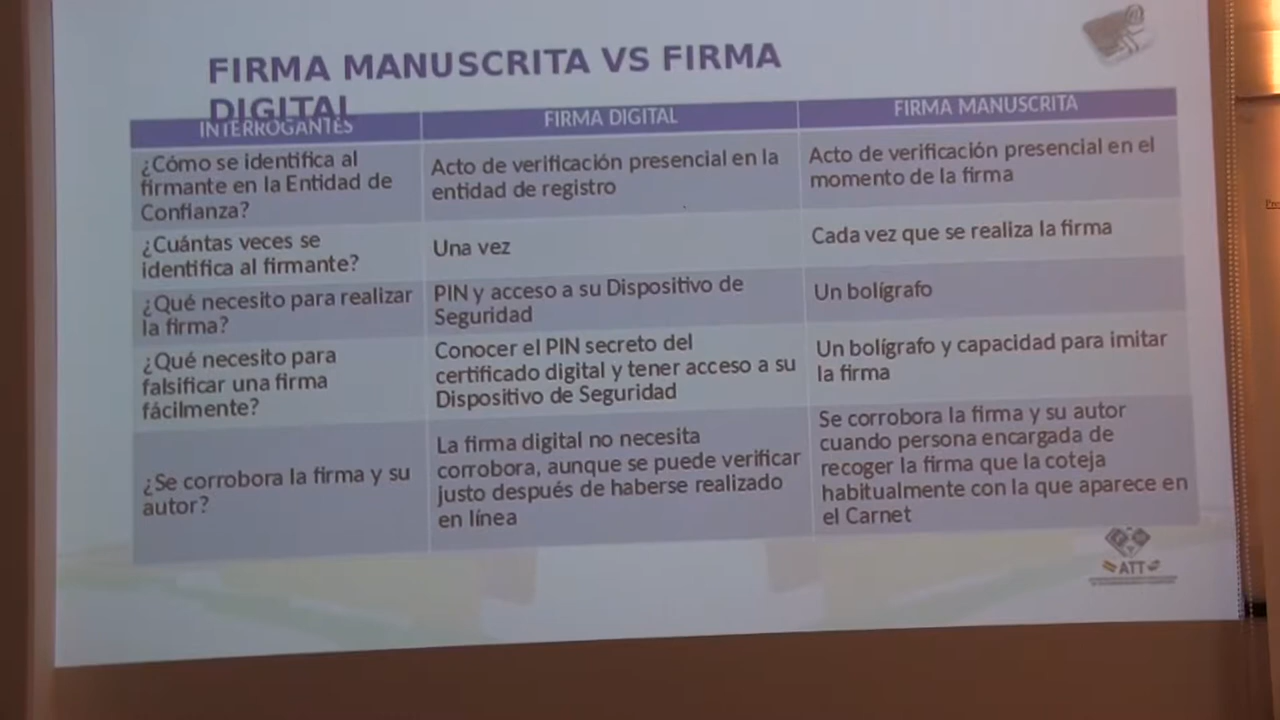 FIRMA MANUSCRITA VS FIRMA
DIGITAL
INTERROGANTES
FIRMA DIGITAL
FIRMA MANUSCRITA
¿Cómo se identifica al
firmante en la Entidad de
Confianza?
Acto de verificación presencial en la
entidad de registro
Acto de verificación presencial en el
momento de la firma
¿Cuántas veces se
identifica al firmante?
Una vez
Cada vez que se realiza la firma
¿Qué necesito para realizar
la firma?
PIN y acceso a su Dispositivo de
Seguridad
Un bolígrafo
¿Qué necesito para
falsificar una firma
fácilmente?
Conocer el PIN secreto del
certificado digital y tener acceso a su
Dispositivo de Seguridad
Un bolígrafo y capacidad para imitar
la firma
¿Se corrobora la firma y su
autor?
La firma digital no necesita
corrobora, aunque se puede verificar
justo después de haberse realizado
en línea
Se corrobora la firma y su autor
cuando persona encargada de
recoger la firma que la coteja
habitualmente con la que aparece en
el Carnet
ATT